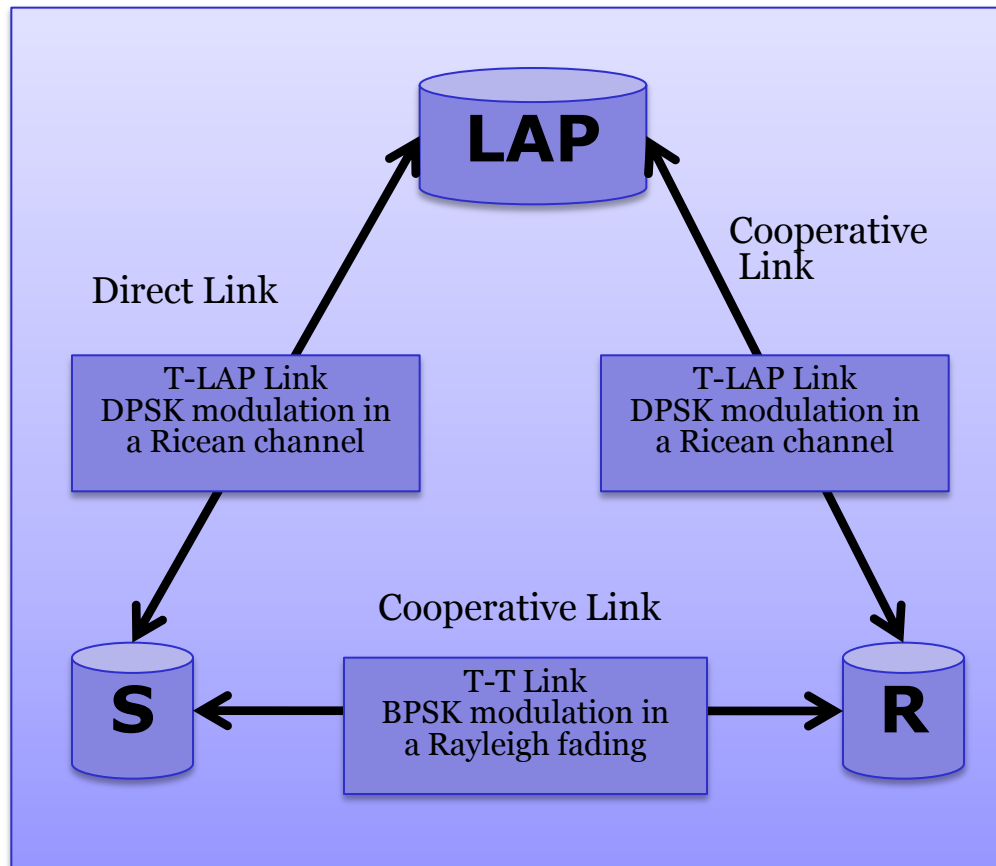 LAP
Cooperative
Link
Direct Link
T-LAP Link
DPSK modulation in
a Ricean channel
T-LAP Link
DPSK modulation in
a Ricean channel
Cooperative Link
S
T-T Link
BPSK modulation in
a Rayleigh fading
R